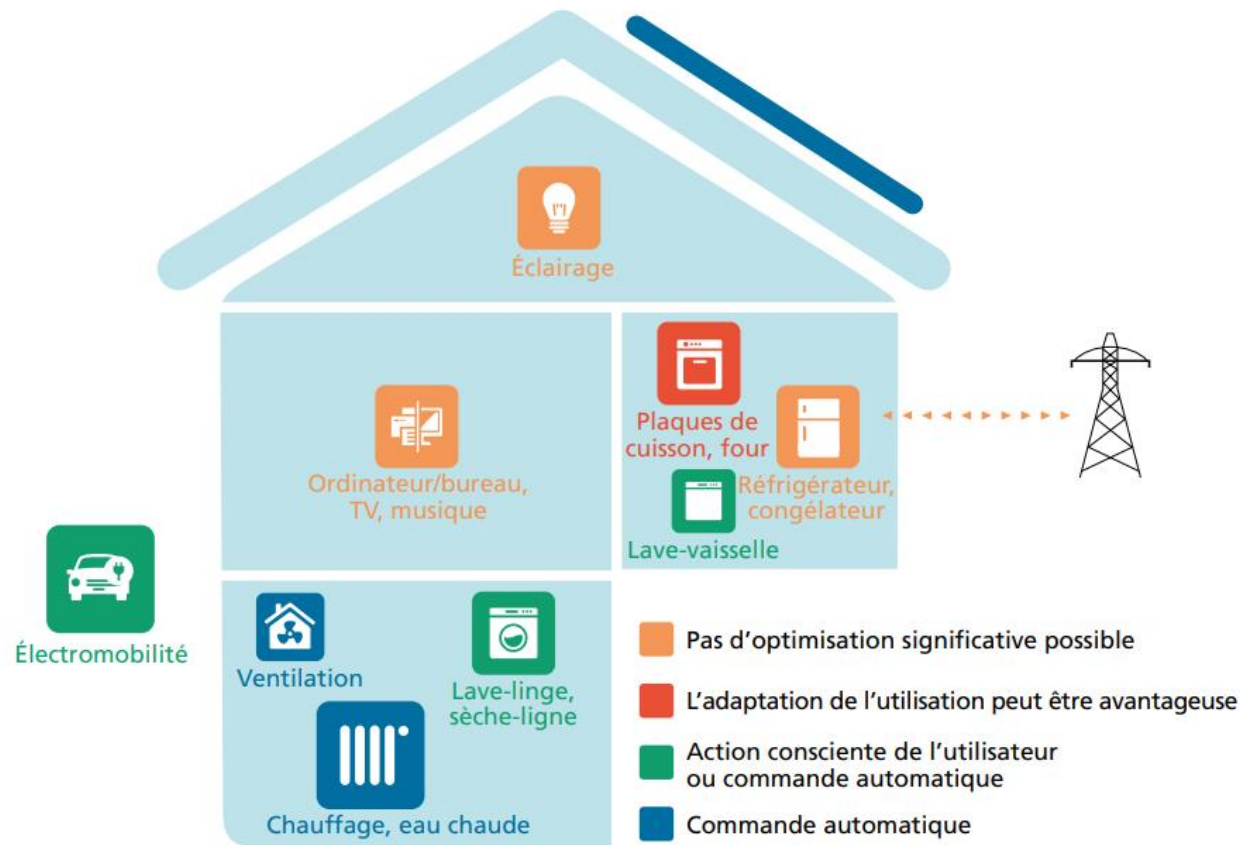 Éclairage
Plaques de
cuisson, four
Ordinateur/bureau,
TV, musique
Réfrigérateur,
congélateur
Lave-vaisselle
Électromobilité
Ventilation
Lave-linge,
sèche-ligne
Chauffage, eau chaude
Pas d'optimisation significative possible
L'adaptation de l'utilisation peut être avantageuse
Action consciente de l'utilisateur
ou commande automatique
Commande automatique